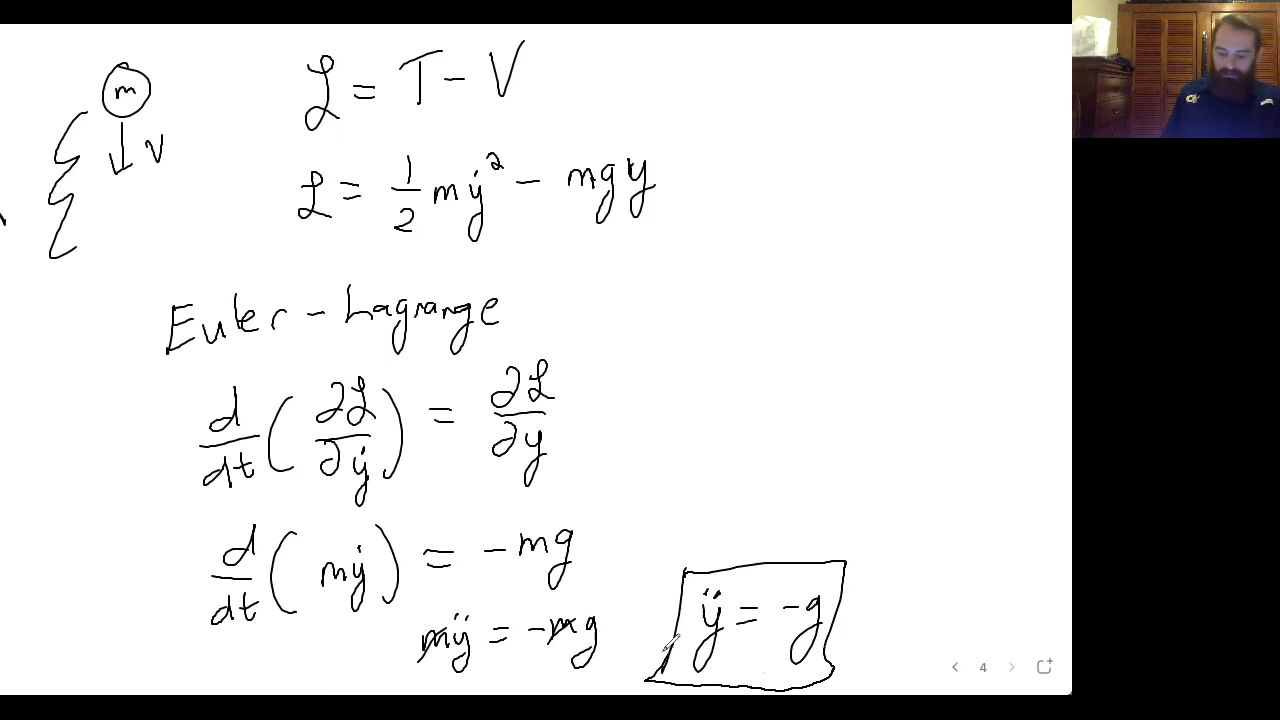 m
V
ℒ = T - V
ℒ = 1/2 mẏ² - mgy
Euler - Lagrange
d/dt ( ∂ℒ/∂ẏ ) = ∂ℒ/∂y
d/dt ( mẏ ) = - mg
mÿ = - mg
ÿ = - g
< 4 >